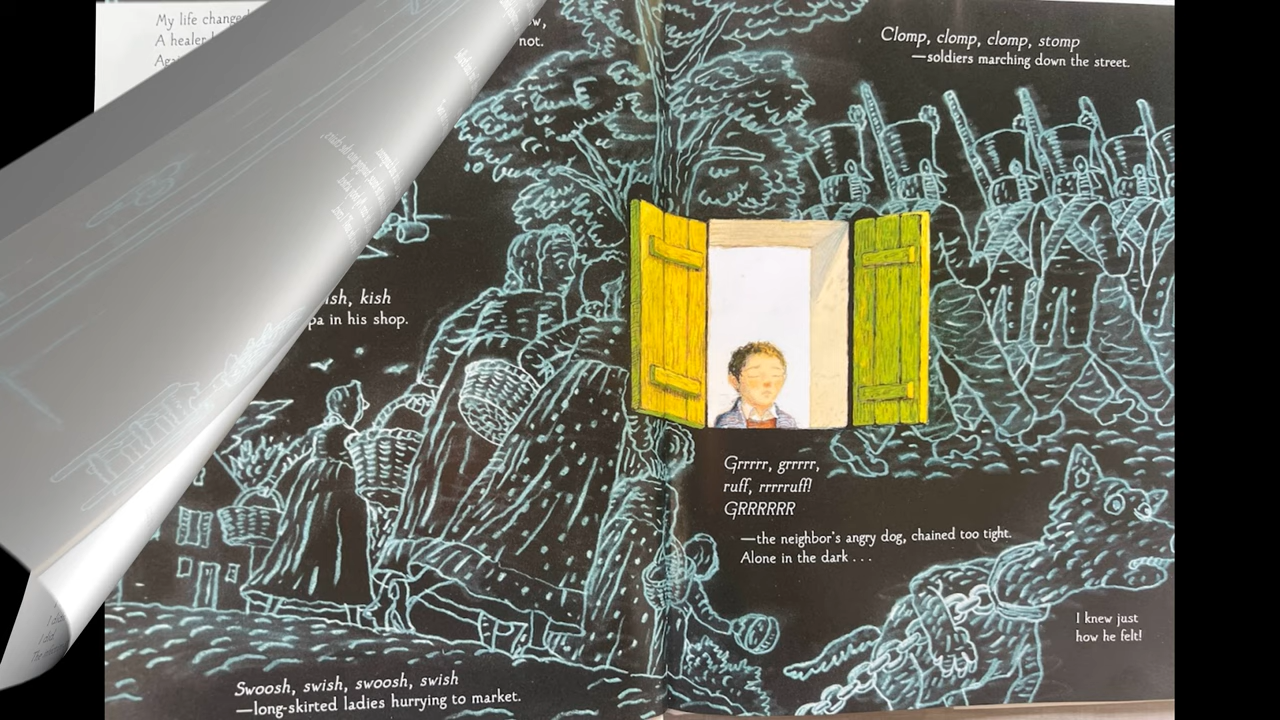 My life changed
A healer
ow,
not.
ish, kish
pa in his shop.
Swoosh, swish, swoosh, swish
—long-skirted ladies hurrying to market.
Clomp, clomp, clomp, stomp
—soldiers marching down the street.
Grrrrr, grrrrr,
ruff, rrrrruff!
GRRRRRR
—the neighbor's angry dog, chained too tight.
Alone in the dark . . .
I knew just
how he felt!